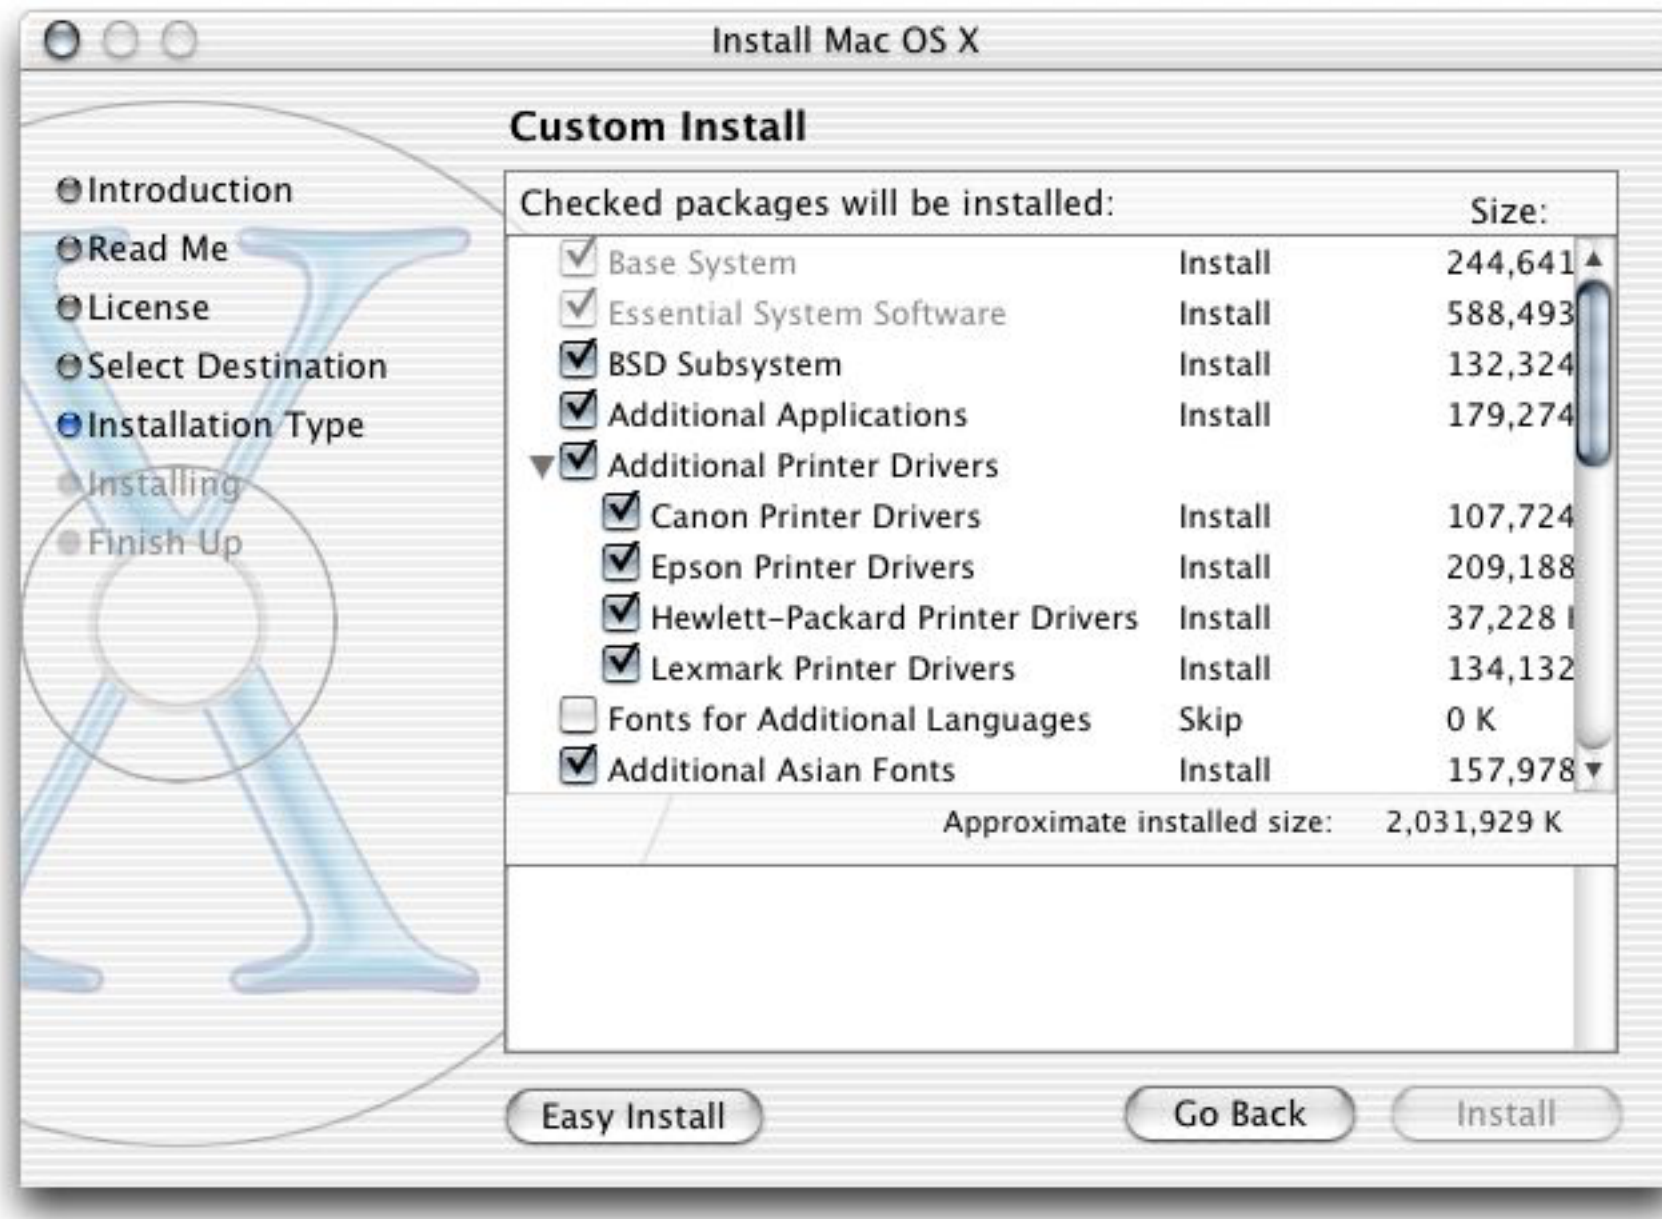 Install Mac OS X
Custom Install
Introduction
Read Me
License
Select Destination
Installation Type
Installing
Finish Up
Checked packages will be installed: Size:
Base System Install 244,641
Essential System Software Install 588,493
BSD Subsystem Install 132,324
Additional Applications Install 179,274
Additional Printer Drivers
Canon Printer Drivers Install 107,724
Epson Printer Drivers Install 209,188
Hewlett-Packard Printer Drivers Install 37,228
Lexmark Printer Drivers Install 134,132
Fonts for Additional Languages Skip 0 K
Additional Asian Fonts Install 157,978
Approximate installed size: 2,031,929 K
Easy Install Go Back Install